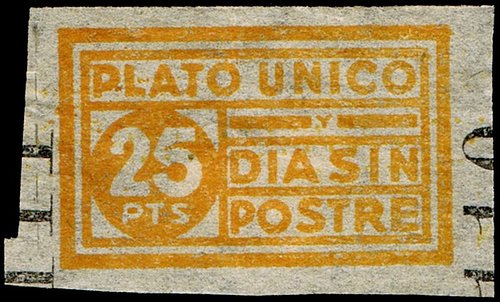 PLATO UNICO
Y
DIA SIN
POSTRE
25
PTS